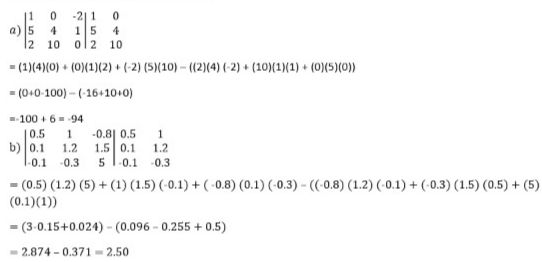 |1 0 -2| 1 0
a) |5 4 1| 5 4
|2 10 0| 2 10
= (1)(4)(0) + (0)(1)(2) + (-2) (5)(10) - ((2)(4) (-2) + (10)(1)(1) + (0)(5)(0))
= (0+0-100) - (-16+10+0)
=-100 + 6 = -94
|0.5 1 -0.8| 0.5 1
b) |0.1 1.2 1.5| 0.1 1.2
|-0.1 -0.3 5| -0.1 -0.3
= (0.5) (1.2) (5) + (1) (1.5) (-0.1) + ( -0.8) (0.1) (-0.3) - ((-0.8) (1.2) (-0.1) + (-0.3) (1.5) (0.5) + (5)
(0.1)(1))
= (3-0.15+0.024) - (0.096 - 0.255 + 0.5)
= 2.874 - 0.371 = 2.50